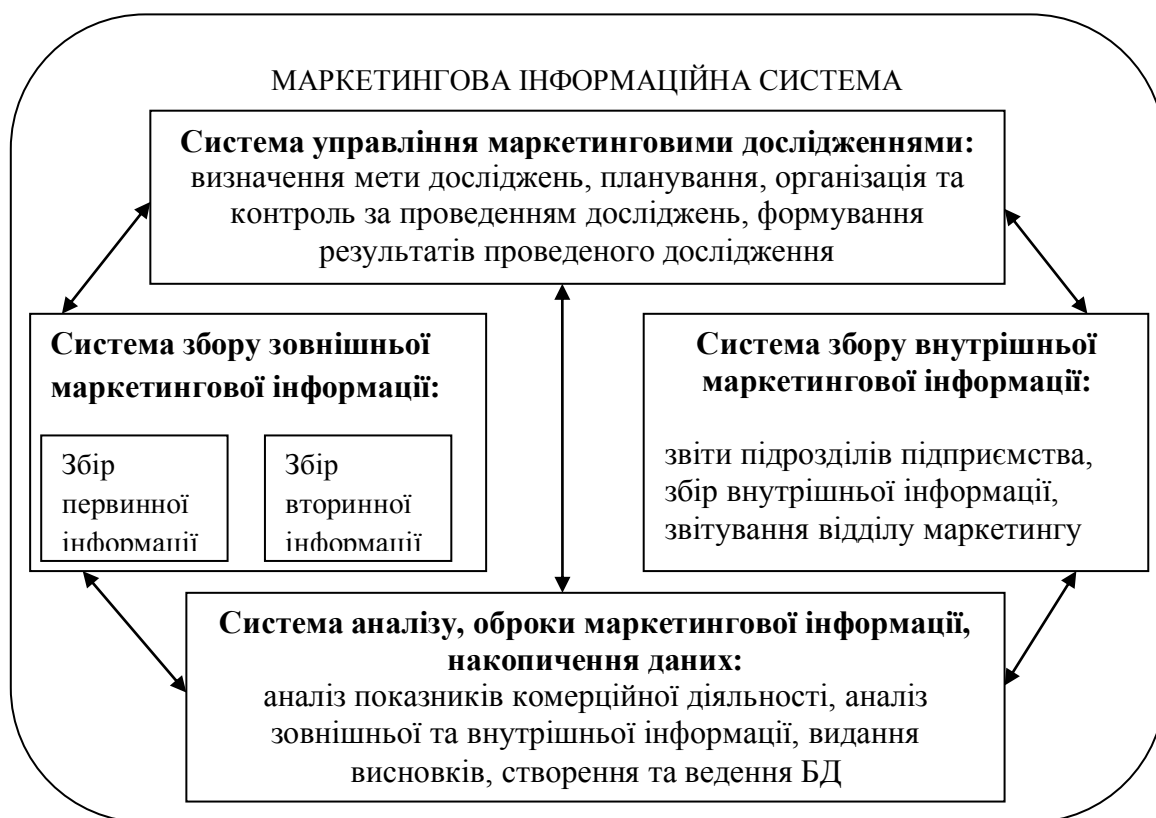 МАРКЕТИНГОВА ІНФОРМАЦІЙНА СИСТЕМА
Система управління маркетинговими дослідженнями:
визначення мети досліджень, планування, організація та
контроль за проведенням досліджень, формування
результатів проведеного дослідження
Система збору зовнішньої
маркетингової інформації:
Збір
первинної
інформації
Збір
вторинної
інформації
Система збору внутрішньої
маркетингової інформації:
звіти підрозділів підприємства,
збір внутрішньої інформації,
звітування відділу маркетингу
Система аналізу, оброки маркетингової інформації,
накопичення даних:
аналіз показників комерційної діяльності, аналіз
зовнішної та внутрішньої інформації, видання
висновків, створення та ведення БД